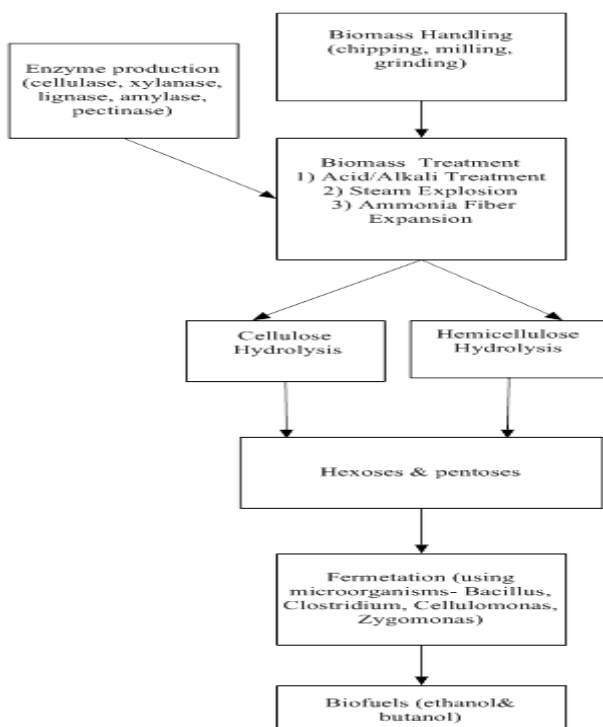 Biomass Handling
(chipping, milling,
grinding)
Enzyme production
(cellulase, xylanase,
lignase, amylase,
pectinase)
Biomass Treatment
1) Acid/Alkali Treatment
2) Steam Explosion
3) Ammonia Fiber
Expansion
Cellulose
Hydrolysis
Hemicellulose
Hydrolysis
Hexoses & pentoses
Fermetation (using
microorganisms- Bacillus,
Clostridium, Cellulomonas,
Zygomonas)
Biofuels (ethanol&
butanol)